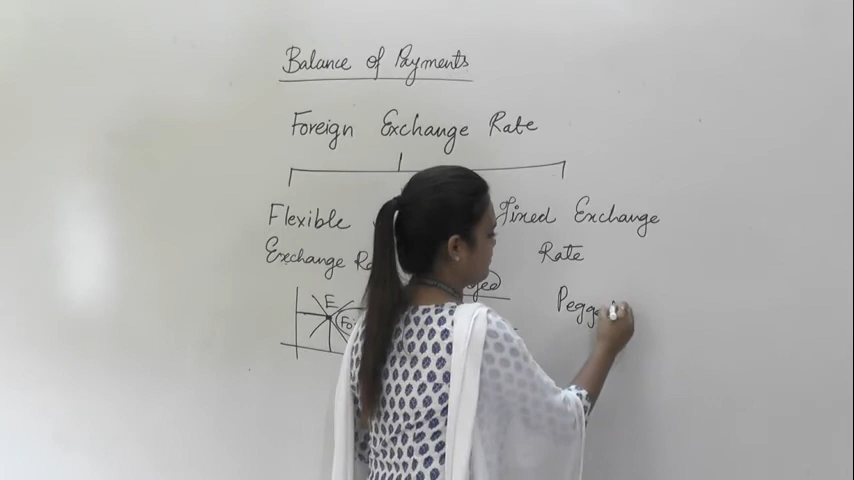 Balance of Payments
Foreign Exchange Rate
Flexible
Exchange
Fixed Exchange
Rate
E